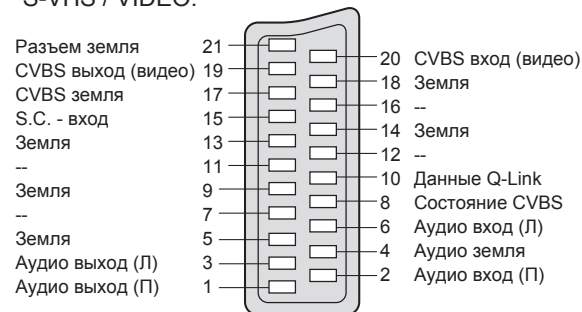 S-VHS / VIDEO.
Разъем земля 21
CVBS выход (видео) 19
CVBS земля 17
S.C. - вход 15
Земля 13
-- 11
Земля 9
-- 7
Земля 5
Аудио выход (Л) 3
Аудио выход (П) 1
20 CVBS вход (видео)
18 Земля
16 --
14 Земля
12 --
10 Данные Q-Link
8 Состояние CVBS
6 Аудио вход (Л)
4 Аудио земля
2 Аудио вход (П)